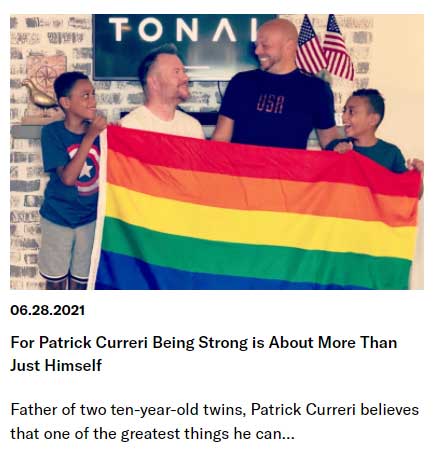 TONAL
USA
06.28.2021
For Patrick Curreri Being Strong is About More Than
Just Himself
Father of two ten-year-old twins, Patrick Curreri believes
that one of the greatest things he can...